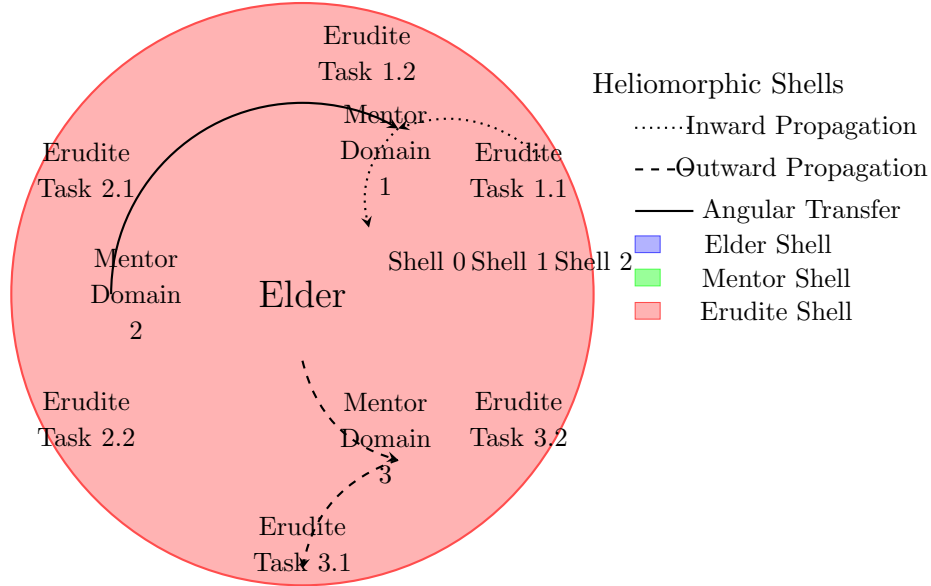 Erudite
Task 1.2
Mentor
Domain
1
Erudite
Task 1.1
Erudite
Task 2.1
Mentor
Domain
2
Elder
Shell 0 Shell 1 Shell 2
Erudite
Task 2.2
Mentor
Domain
3
Erudite
Task 3.2
Erudite
Task 3.1
Heliomorphic Shells
Inward Propagation
Outward Propagation
Angular Transfer
Elder Shell
Mentor Shell
Erudite Shell